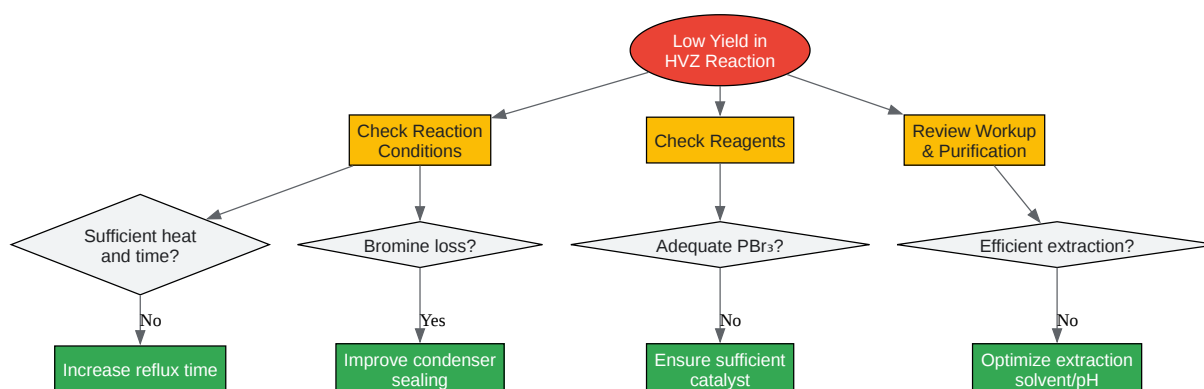 Low Yield in
HVZ Reaction
Check Reaction
Conditions
Check Reagents
Review Workup
& Purification
Sufficient heat
and time?
Bromine loss?
Adequate PBr₃?
Efficient extraction?
No
Yes
No
No
Increase reflux time
Improve condenser
sealing
Ensure sufficient
catalyst
Optimize extraction
solvent/pH